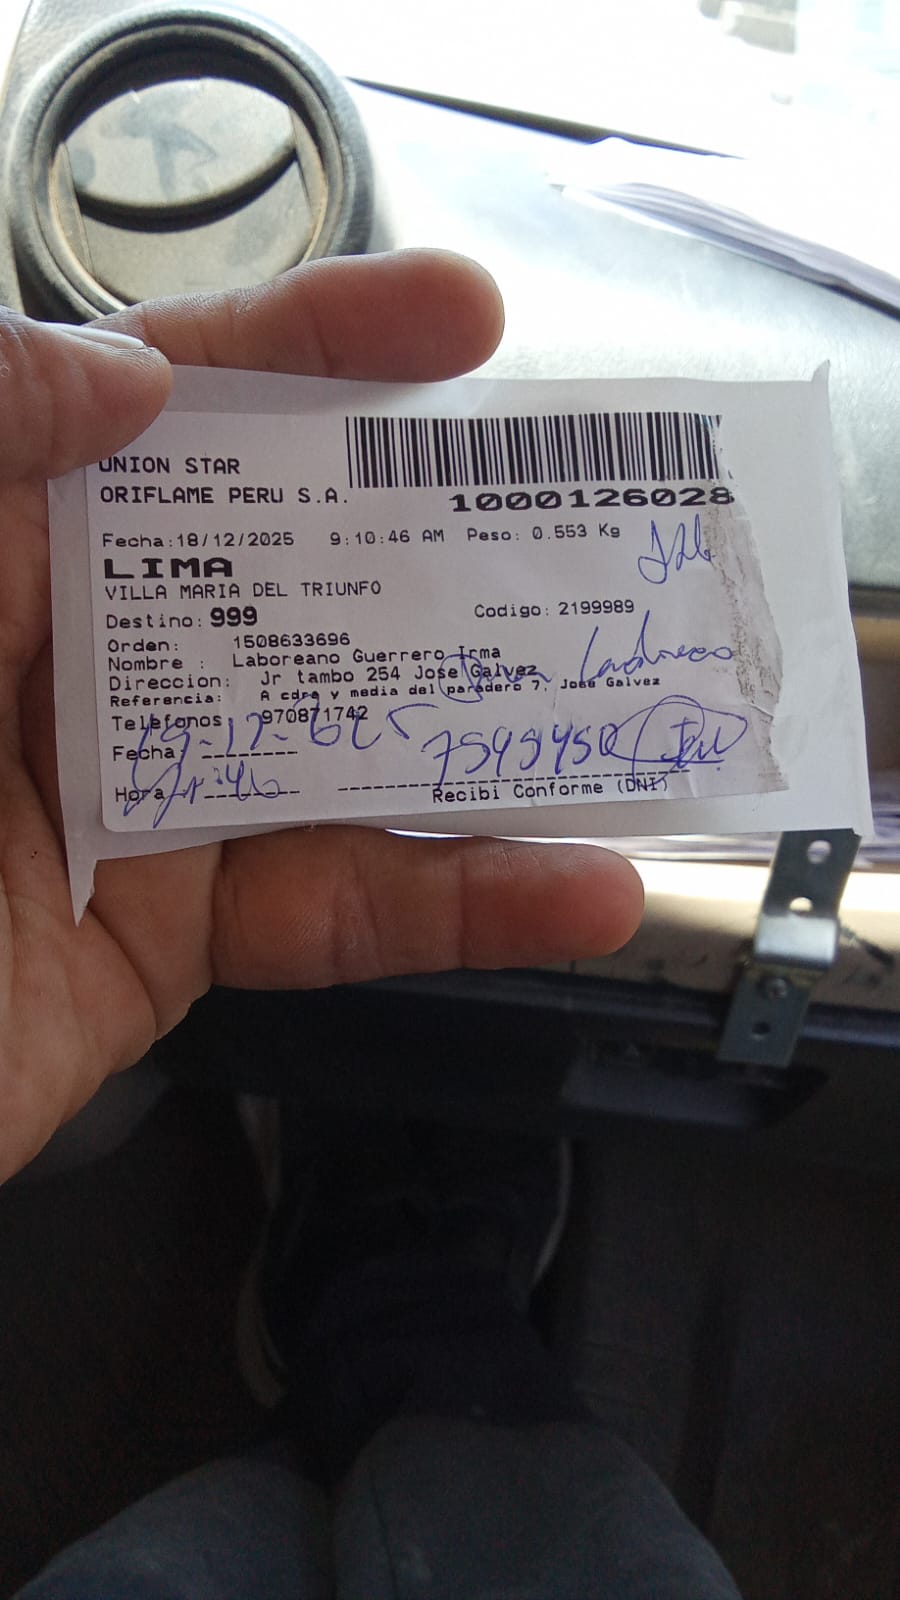 UNION STAR
ORIFLAME PERU S.A.
1000126028
Fecha:18/12/2025 9:10:46 AM Peso: 0.553 Kg
LIMA
VILLA MARIA DEL TRIUNFO
Destino: 999 Codigo: 2199989
Orden: 1508633696
Nombre : Laboreano Guerrero Irma
Direccion: Jr tambo 254 Jose Galvez
Referencia: A cdra y media del paradero 7, Jose Galvez
Telefonos 970871742
Fecha
Hora
Recibi Conforme (DNI)